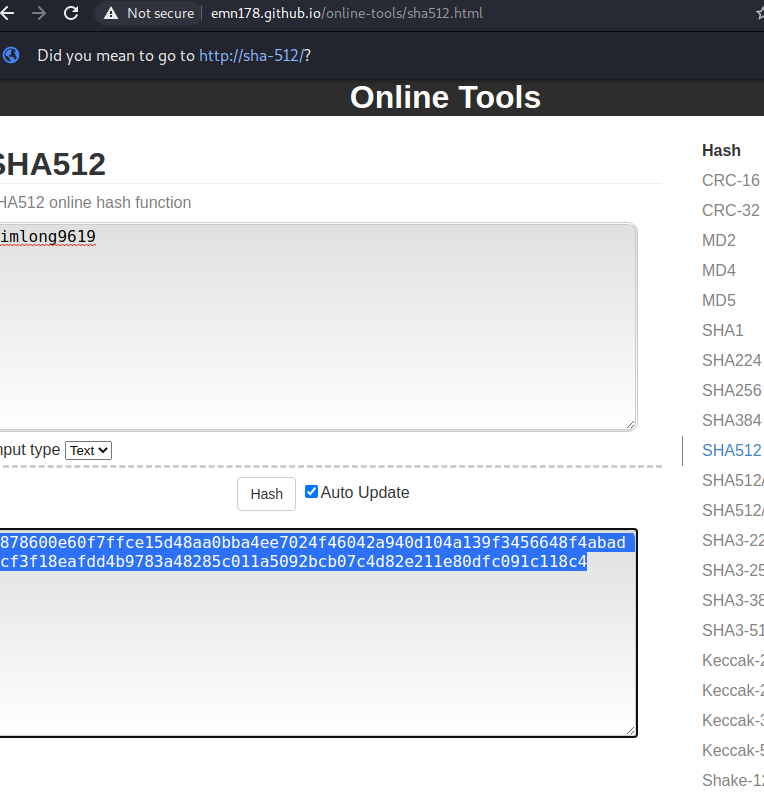 Not secure
emn178.github.io/online-tools/sha512.html
Did you mean to go to http://sha-512/?
Online Tools
SHA512
HA512 online hash function
imlong9619
nput type Text
Hash
Auto Update
878600e60f7ffce15d48aa0bba4ee7024f46042a940d104a139f3456648f4abad
cf3f18eafdd4b9783a48285c011a5092bcb07c4d82e211e80dfc091c118c4
Hash
CRC-16
CRC-32
MD2
MD4
MD5
SHA1
SHA224
SHA256
SHA384
SHA512
SHA512/
SHA512/
SHA3-22
SHA3-25
SHA3-38
SHA3-51
Keccak-2
Keccak-2
Keccak-3
Keccak-5
Shake-12